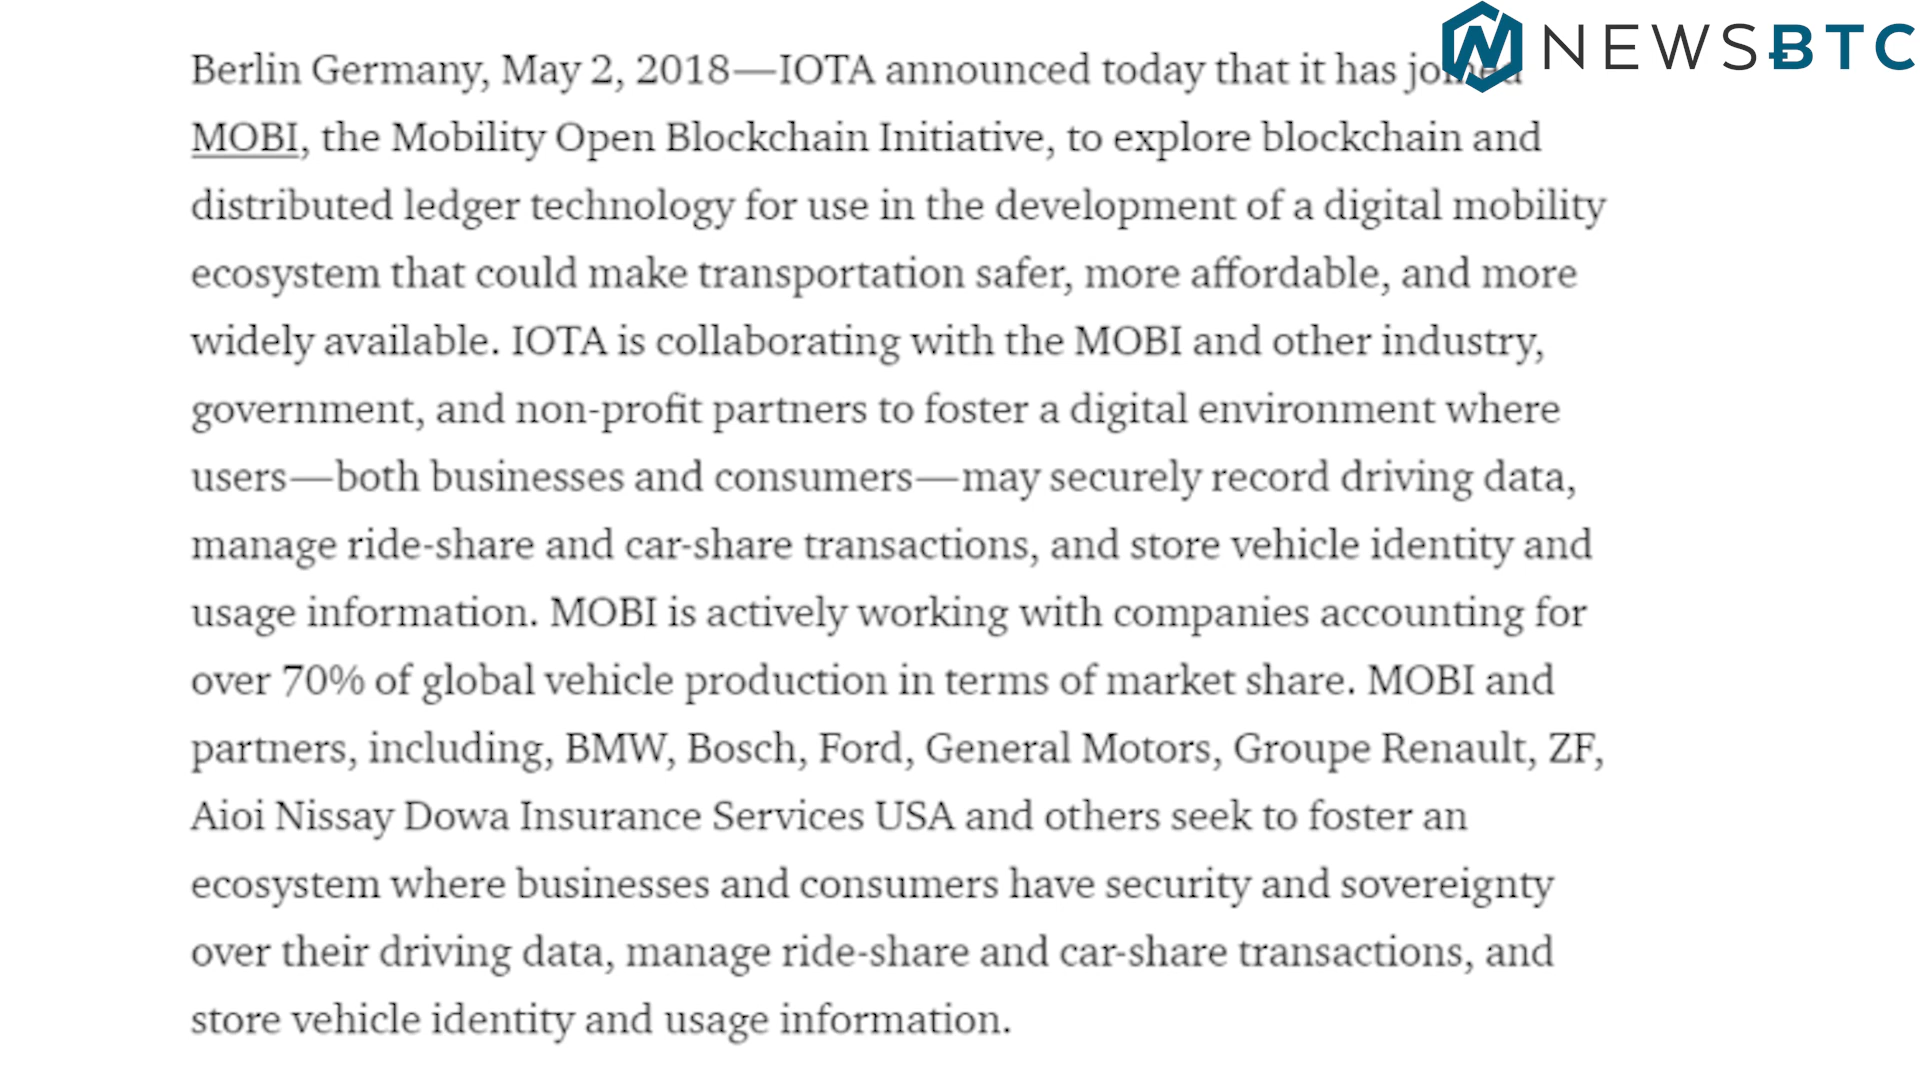 NEWSBTC
Berlin Germany, May 2, 2018—IOTA announced today that it has joined
MOBI, the Mobility Open Blockchain Initiative, to explore blockchain and
distributed ledger technology for use in the development of a digital mobility
ecosystem that could make transportation safer, more affordable, and more
widely available. IOTA is collaborating with the MOBI and other industry,
government, and non-profit partners to foster a digital environment where
users—both businesses and consumers—may securely record driving data,
manage ride-share and car-share transactions, and store vehicle identity and
usage information. MOBI is actively working with companies accounting for
over 70% of global vehicle production in terms of market share. MOBI and
partners, including, BMW, Bosch, Ford, General Motors, Groupe Renault, ZF,
Aioi Nissay Dowa Insurance Services USA and others seek to foster an
ecosystem where businesses and consumers have security and sovereignty
over their driving data, manage ride-share and car-share transactions, and
store vehicle identity and usage information.